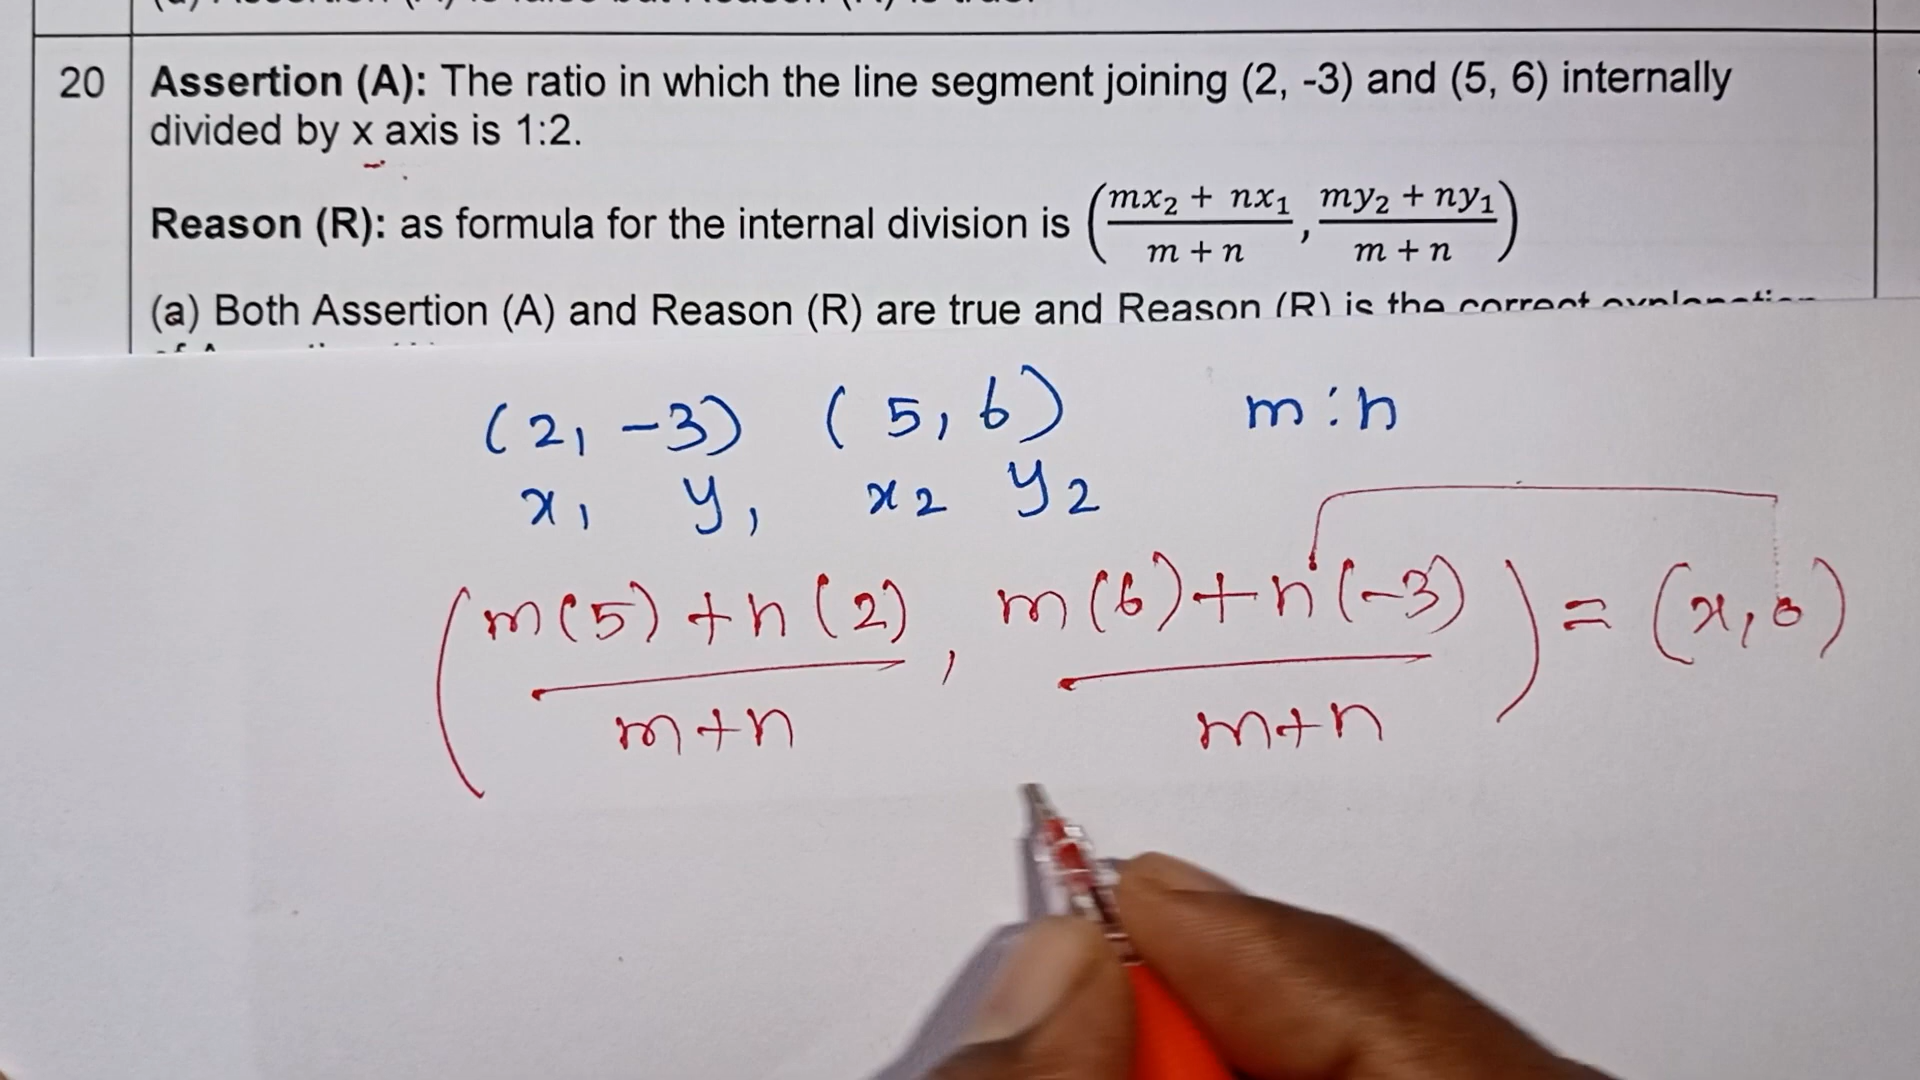 20 Assertion (A): The ratio in which the line segment joining (2, -3) and (5, 6) internally
divided by x axis is 1:2.
Reason (R): as formula for the internal division is (mx₂ + nx₁ / m + n , my₂ + ny₁ / m + n)
(a) Both Assertion (A) and Reason (R) are true and Reason (R) is the correct explanation
(2, -3) (5, 6) m : n
x₁ y₁ x₂ y₂
(m(5) + n(2) / m+n , m(6) + n(-3) / m+n) = (x, 0)